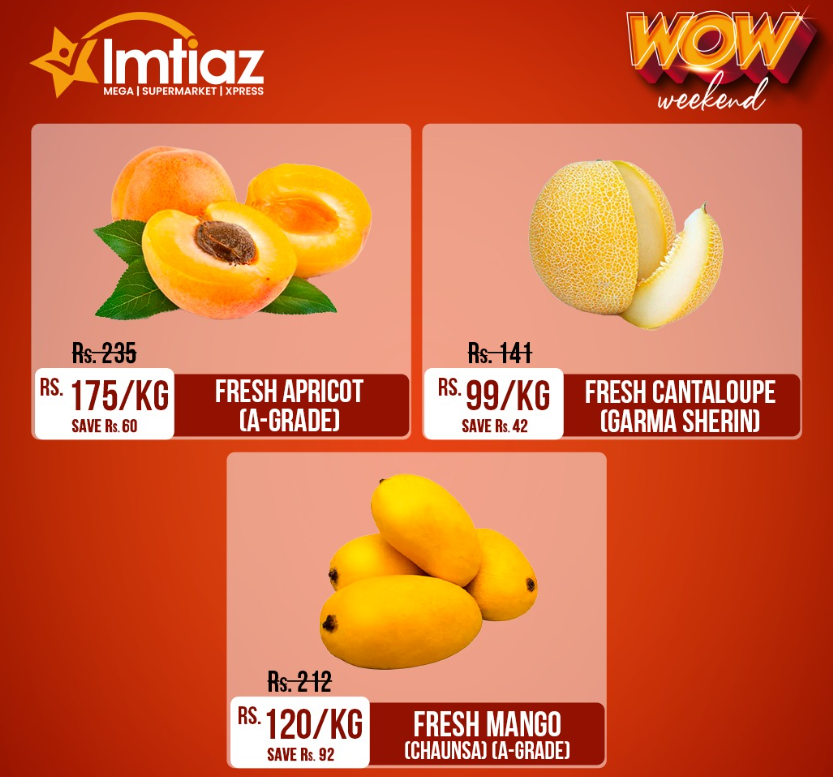 Imtiaz
MEGA | SUPERMARKET | XPRESS
WOW
weekend
Rs. 235
RS. 175/KG
SAVE Rs. 60
FRESH APRICOT
(A-GRADE)
Rs. 141
RS. 99/KG
SAVE Rs. 42
FRESH CANTALOUPE
(GARMA SHERIN)
Rs. 212
RS. 120/KG
SAVE Rs. 92
FRESH MANGO
(CHAUNSA) (A-GRADE)